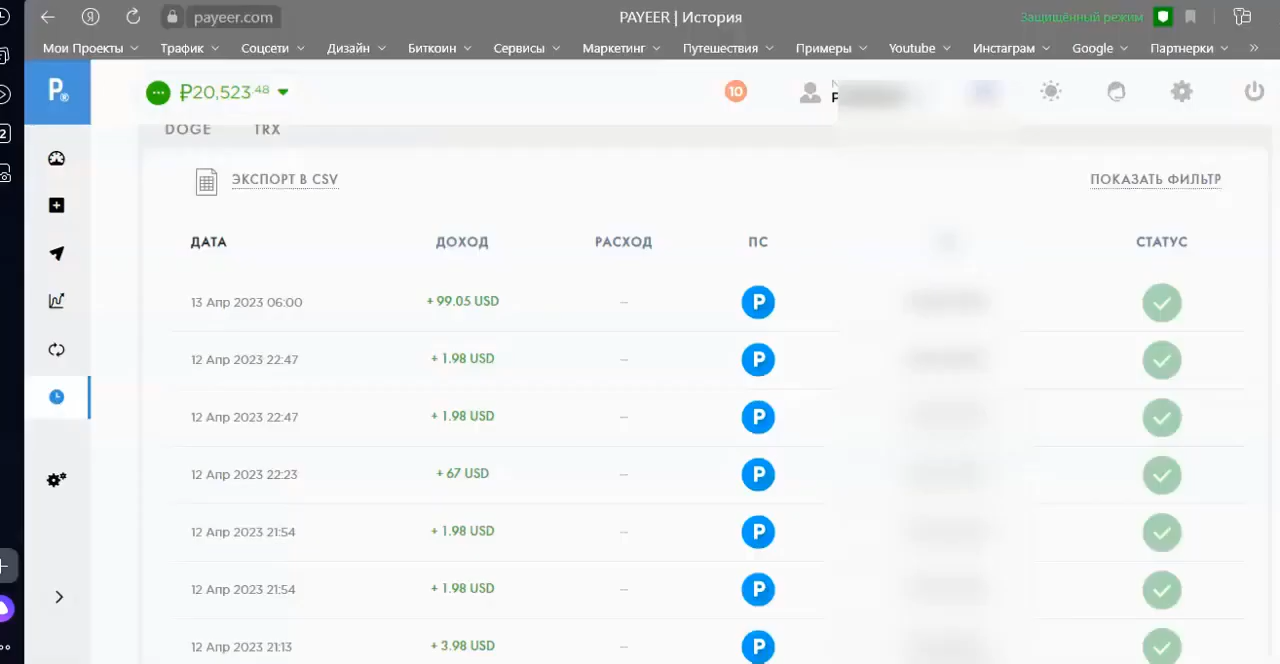 Я payeer.com PAYEER | История Защищённый режим
Мои Проекты Трафик Соцсети Дизайн Биткоин Сервисы Маркетинг Путешествия Примеры Youtube Инстаграм Google Партнерки »
P® ₽20,523.48 10
DOGE TRX
ЭКСПОРТ В CSV ПОКАЗАТЬ ФИЛЬТР
ДАТА ДОХОД РАСХОД ПС СТАТУС
13 Апр 2023 06:00 + 99.05 USD – P
12 Апр 2023 22:47 + 1.98 USD – P
12 Апр 2023 22:47 + 1.98 USD – P
12 Апр 2023 22:23 + 67 USD – P
12 Апр 2023 21:54 + 1.98 USD – P
12 Апр 2023 21:54 + 1.98 USD – P
12 Апр 2023 21:13 + 3.98 USD – P